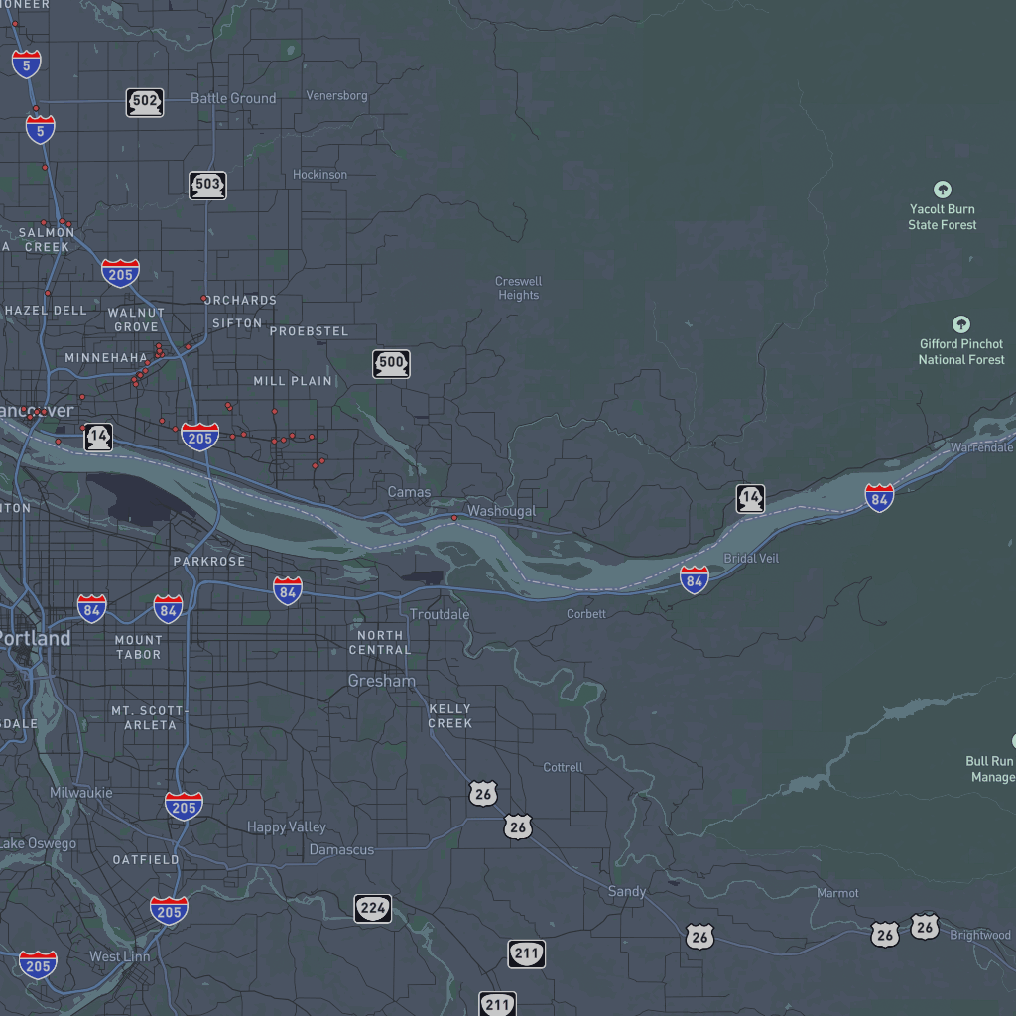 IONEER
5
502
Battle Ground
Venersborg
5
Hockinson
503
Yacolt Burn
State Forest
SALMON
CREEK
A
205
Creswell
Heights
ORCHARDS
HAZEL DELL
WALNUT
GROVE
SIFTON
PROEBSTEL
Gifford Pinchot
National Forest
MINNEHAHA
500
MILL PLAIN
ancouver
14
205
Warrendale
Camas
14
84
Washougal
TON
PARKROSE
Bridal Veil
84
84
84
84
Troutdale
Corbett
Portland
MOUNT
TABOR
NORTH
CENTRAL
Gresham
MT. SCOTT-
ARLETA
KELLY
CREEK
SDALE
Bull Run
Manage
Cottrell
Milwaukie
26
205
26
Happy Valley
Lake Oswego
Damascus
OATFIELD
Sandy
Marmot
224
205
26
26
26
Brightwood
West Linn
211
205
211